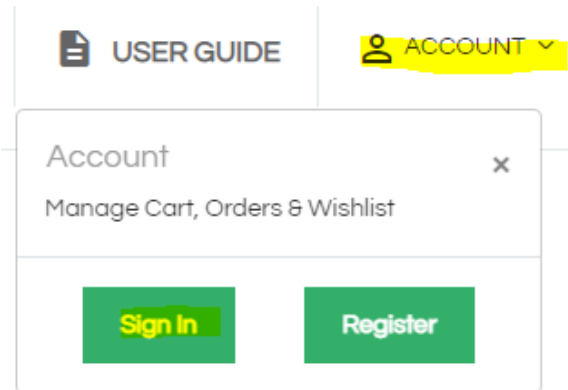 USER GUIDE
ACCOUNT
Account
×
Manage Cart, Orders & Wishlist
Sign In
Register